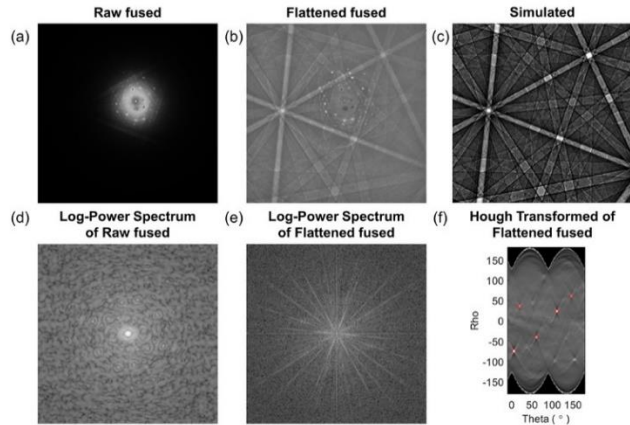 Raw fused
Flattened fused
Simulated
(a)
(b)
(c)
Log-Power Spectrum
of Raw fused
Log-Power Spectrum
of Flattened fused
Hough Transformed of
Flattened fused
(d)
(e)
(f)
150
100
50
0
-50
-100
-150
Rho
0 50 100 150
Theta ( ° )